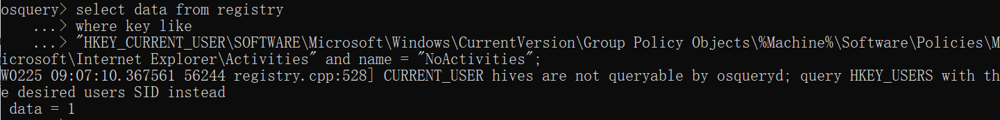 osquery> select data from registry
...> where key like
...> "HKEY_CURRENT_USER\SOFTWARE\Microsoft\Windows\CurrentVersion\Group Policy Objects\%Machine%\Software\Policies\M
icrosoft\Internet Explorer\Activities" and name = "NoActivities";
W0225 09:07:10.367561 56244 registry.cpp:528] CURRENT_USER hives are not queryable by osqueryd; query HKEY_USERS with th
e desired users SID instead
data = 1